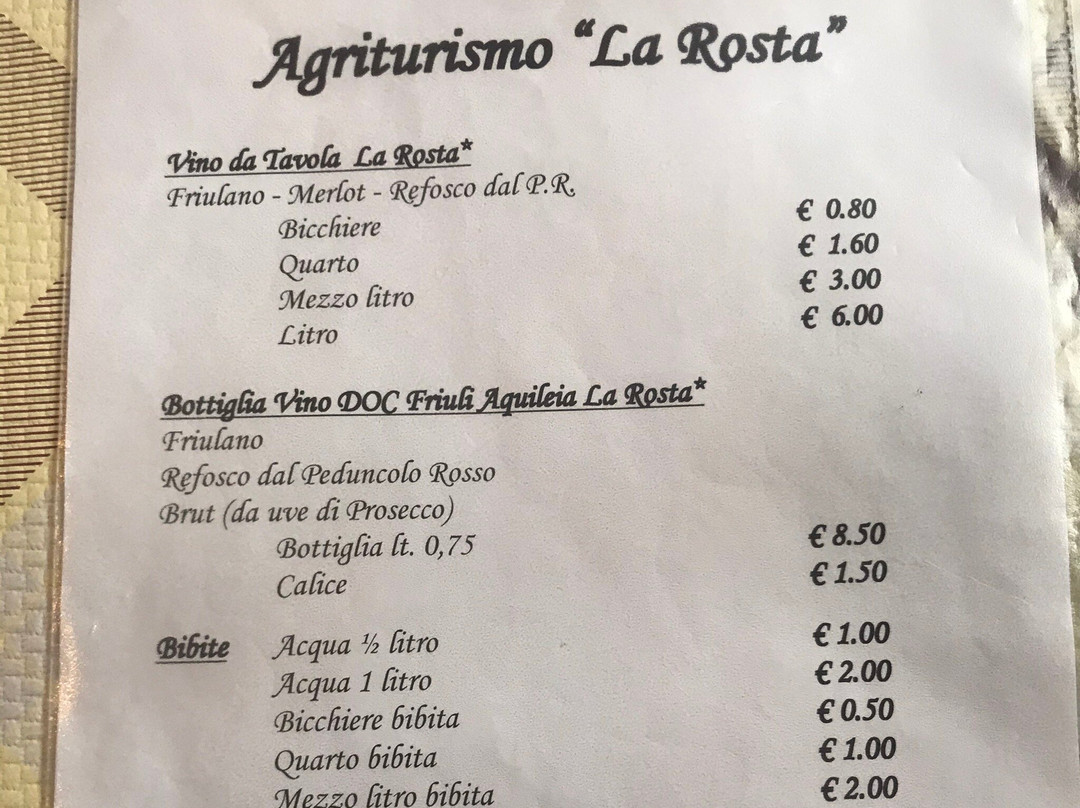 Agriturismo “La Rosta”
Vino da Tavola La Rosta*
Friulano - Merlot - Refosco dal P.R.
Bicchiere € 0.80
Quarto € 1.60
Mezzo litro € 3.00
Litro € 6.00
Bottiglia Vino DOC Friuli Aquileia La Rosta*
Friulano
Refosco dal Peduncolo Rosso
Brut (da uve di Prosecco)
Bottiglia lt. 0,75 € 8.50
Calice € 1.50
Bibite Acqua ½ litro € 1.00
Acqua 1 litro € 2.00
Bicchiere bibita € 0.50
Quarto bibita € 1.00
Mezzo litro bibita € 2.00